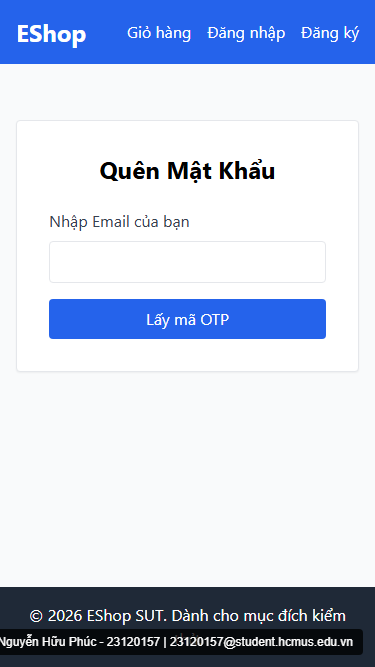 EShop
Giỏ hàng
Đăng nhập
Đăng ký
Quên Mật Khẩu
Nhập Email của bạn
Lấy mã OTP
© 2026 EShop SUT. Dành cho mục đích kiểm
Nguyễn Hữu Phúc - 23120157 | 23120157@student.hcmus.edu.vn